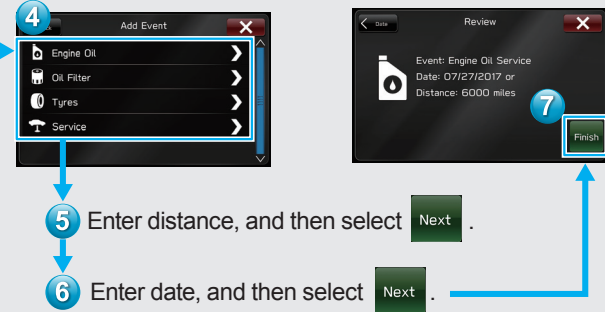 4
Add Event
Engine Oil
Oil Filter
Tyres
Service
Date
Review
Event: Engine Oil Service
Date: 07/27/2017 or
Distance: 6000 miles
7
Finish
5 Enter distance, and then select Next .
6 Enter date, and then select Next .